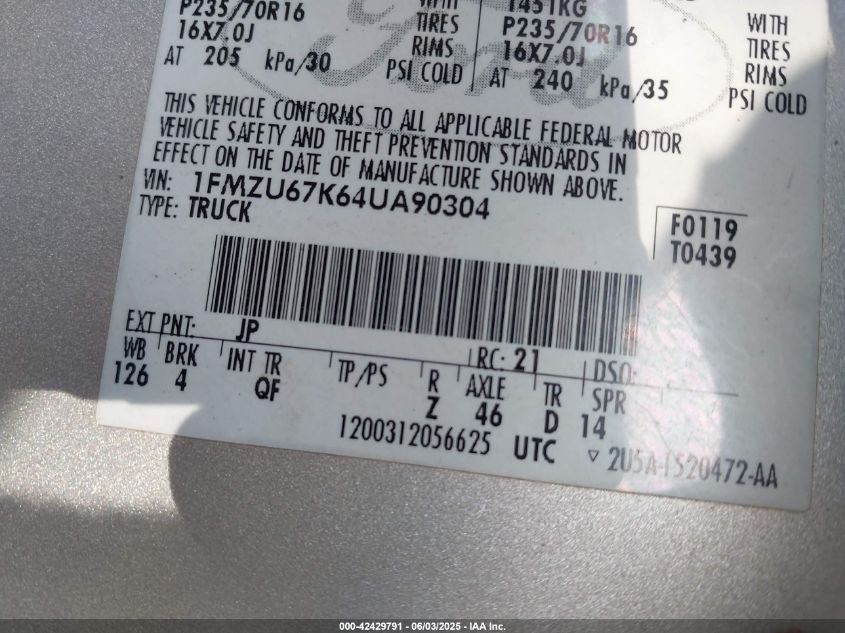 P235/70R16 WITH 1451KG WITH
16X7.0J TIRES P235/70R16 TIRES
AT 205 kPa/30 RIMS 16X7.0J RIMS
PSI COLD AT 240 kPa/35 PSI COLD
Ford
THIS VEHICLE CONFORMS TO ALL APPLICABLE FEDERAL MOTOR
VEHICLE SAFETY AND THEFT PREVENTION STANDARDS IN
EFFECT ON THE DATE OF MANUFACTURE SHOWN ABOVE.
VIN: 1FMZU67K64UA90304
TYPE: TRUCK
F0119
T0439
EXT PNT: JP RC: 21 DSO:
WB BRK INT TR TP/PS R AXLE TR SPR
126 4 QF Z 46 D 14
1200312056625 UTC ▽ 2U5A-1520472-AA
000-42429791 - 06/03/2025 - IAA Inc.